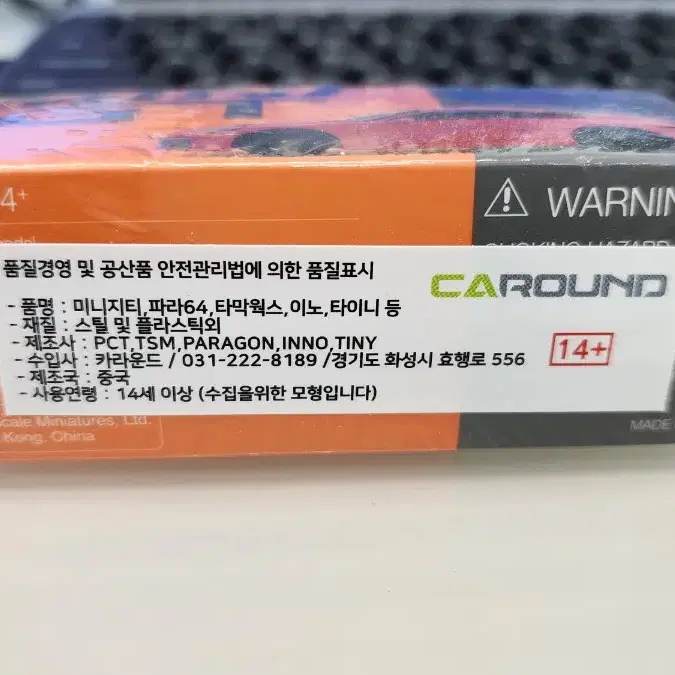 4+
WARNIN
품질경영 및 공산품 안전관리법에 의한 품질표시
CAROUND
- 품명 : 미니지티,파라64,타막웍스,이노,타이니 등
- 재질 : 스틸 및 플라스틱외
- 제조사 : PCT,TSM,PARAGON,INNO,TINY
- 수입사 : 카라운드 / 031-222-8189 /경기도 화성시 효행로 556
14+
- 제조국 : 중국
- 사용연령 : 14세 이상 (수집을위한 모형입니다)
cale Miniatures, Ltd.
Kong, China
MADE